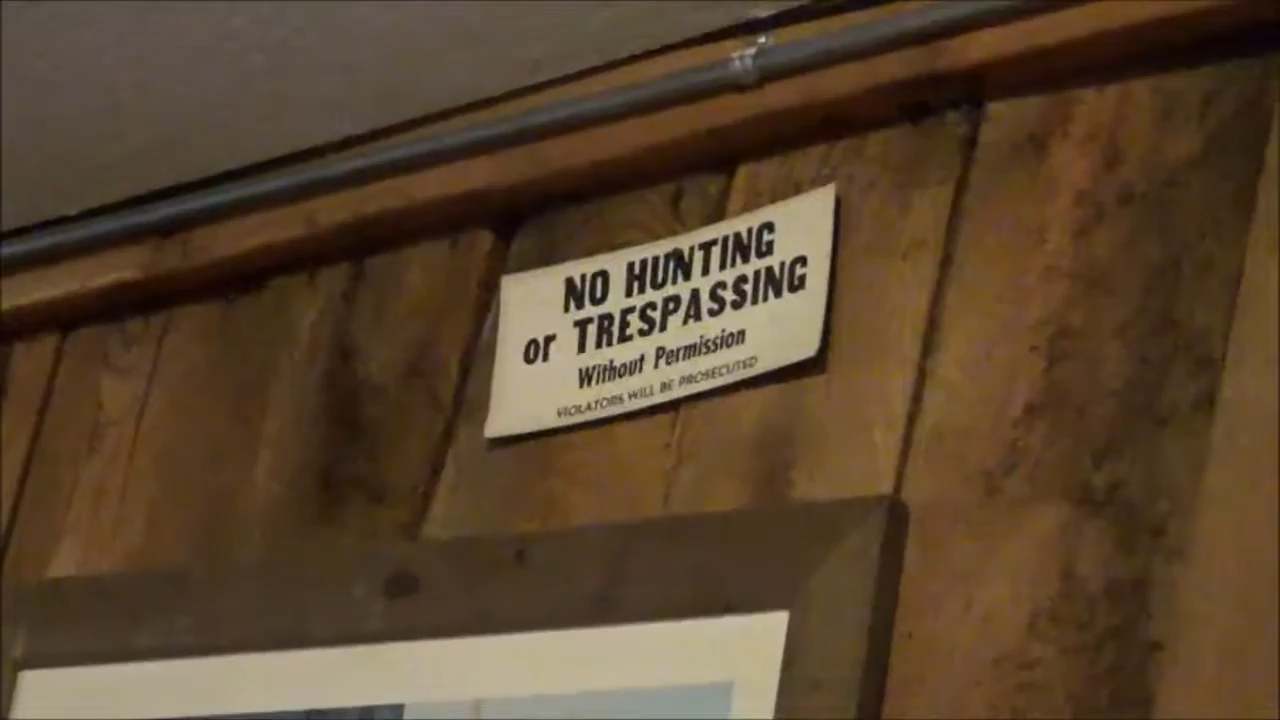 NO HUNTING
or TRESPASSING
Without Permission
VIOLATORS WILL BE PROSECUTED